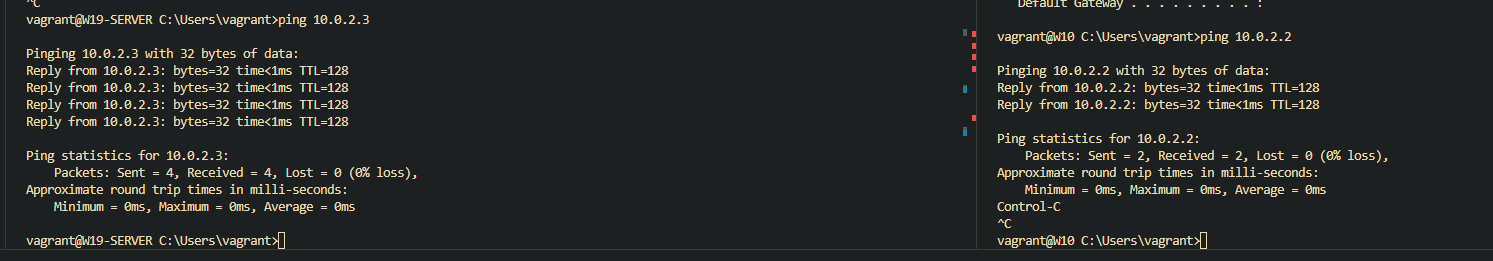 ^C
vagrant@W19-SERVER C:\Users\vagrant>ping 10.0.2.3
Pinging 10.0.2.3 with 32 bytes of data:
Reply from 10.0.2.3: bytes=32 time<1ms TTL=128
Reply from 10.0.2.3: bytes=32 time<1ms TTL=128
Reply from 10.0.2.3: bytes=32 time<1ms TTL=128
Reply from 10.0.2.3: bytes=32 time<1ms TTL=128
Ping statistics for 10.0.2.3:
Packets: Sent = 4, Received = 4, Lost = 0 (0% loss),
Approximate round trip times in milli-seconds:
Minimum = 0ms, Maximum = 0ms, Average = 0ms
vagrant@W19-SERVER C:\Users\vagrant>
Default Gateway . . . . . . . . . :
vagrant@W10 C:\Users\vagrant>ping 10.0.2.2
Pinging 10.0.2.2 with 32 bytes of data:
Reply from 10.0.2.2: bytes=32 time<1ms TTL=128
Reply from 10.0.2.2: bytes=32 time<1ms TTL=128
Ping statistics for 10.0.2.2:
Packets: Sent = 2, Received = 2, Lost = 0 (0% loss),
Approximate round trip times in milli-seconds:
Minimum = 0ms, Maximum = 0ms, Average = 0ms
Control-C
^C
vagrant@W10 C:\Users\vagrant>